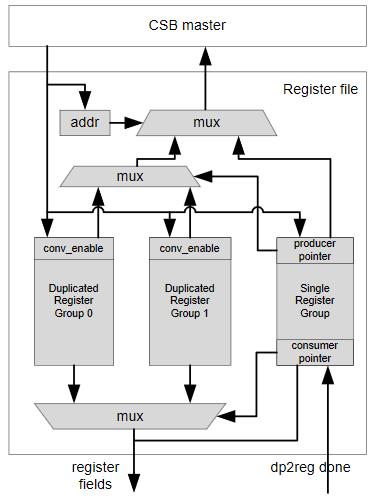 CSB master
Register file
addr
mux
mux
conv_enable
Duplicated
Register
Group 0
conv_enable
Duplicated
Register
Group 1
producer
pointer
Single
Register
Group
consumer
pointer
mux
register
fields
dp2reg done